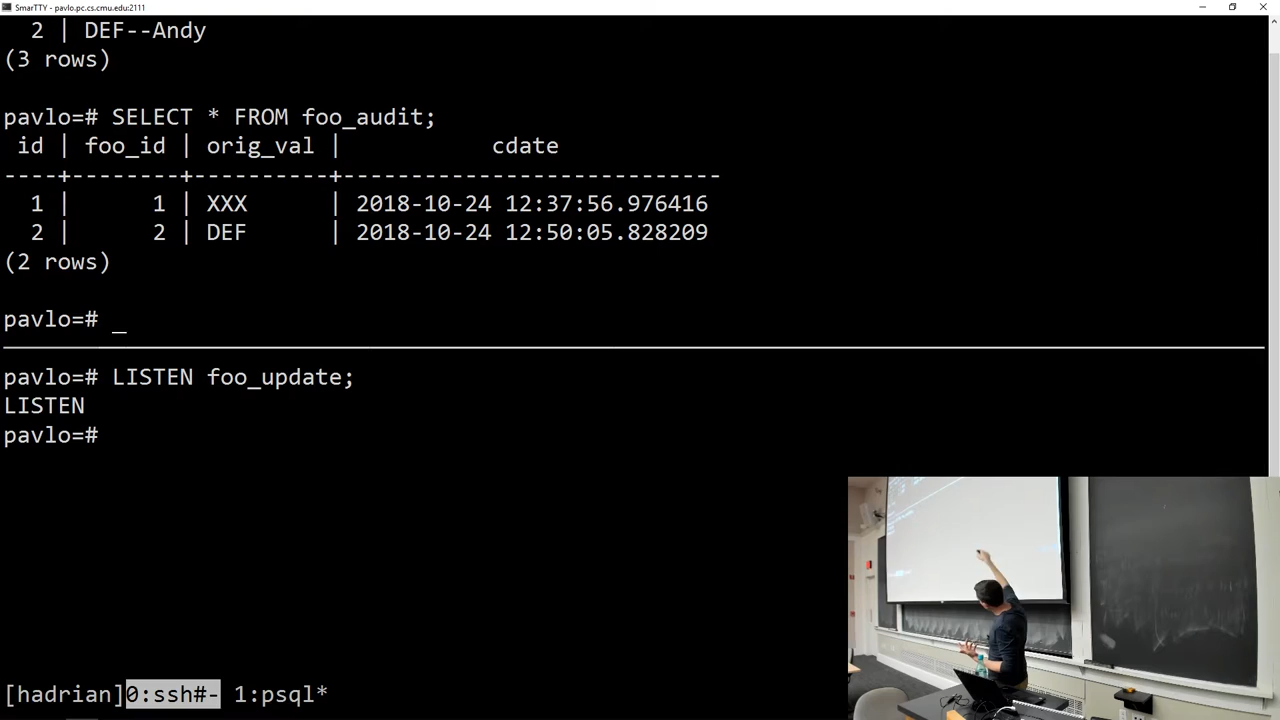 SmarTTY - pavlo.pc.cs.cmu.edu:2111
2 | DEF--Andy
(3 rows)
pavlo=# SELECT * FROM foo_audit;
id | foo_id | orig_val | cdate
----+--------+----------+----------------------------
1 | 1 | XXX | 2018-10-24 12:37:56.976416
2 | 2 | DEF | 2018-10-24 12:50:05.828209
(2 rows)
pavlo=# _
pavlo=# LISTEN foo_update;
LISTEN
pavlo=#
[hadrian]0:ssh#- 1:psql*